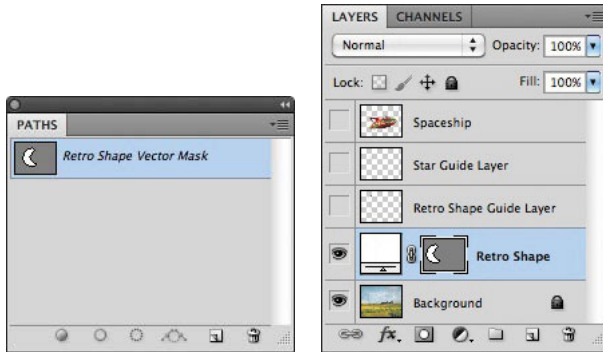 PATHS
Retro Shape Vector Mask
LAYERS CHANNELS
Normal Opacity: 100%
Lock: Fill: 100%
Spaceship
Star Guide Layer
Retro Shape Guide Layer
Retro Shape
Background
fx.